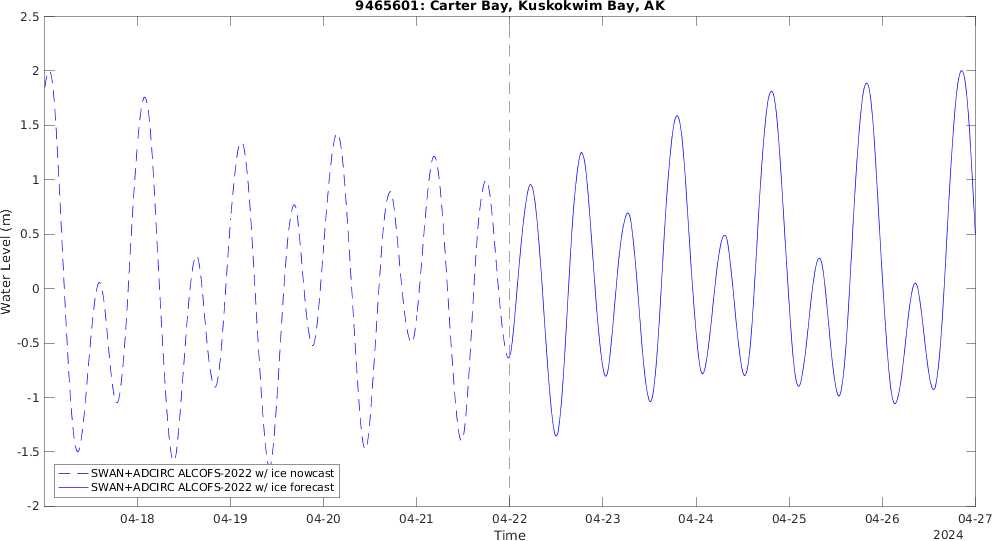 9465601: Carter Bay, Kuskokwim Bay, AK
2.5
2
1.5
1
0.5
0
-0.5
-1
-1.5
-2
Water Level (m)
SWAN+ADCIRC ALCOFS-2022 w/ ice nowcast
SWAN+ADCIRC ALCOFS-2022 w/ ice forecast
04-18 04-19 04-20 04-21 04-22 04-23 04-24 04-25 04-26 04-27
Time
2024